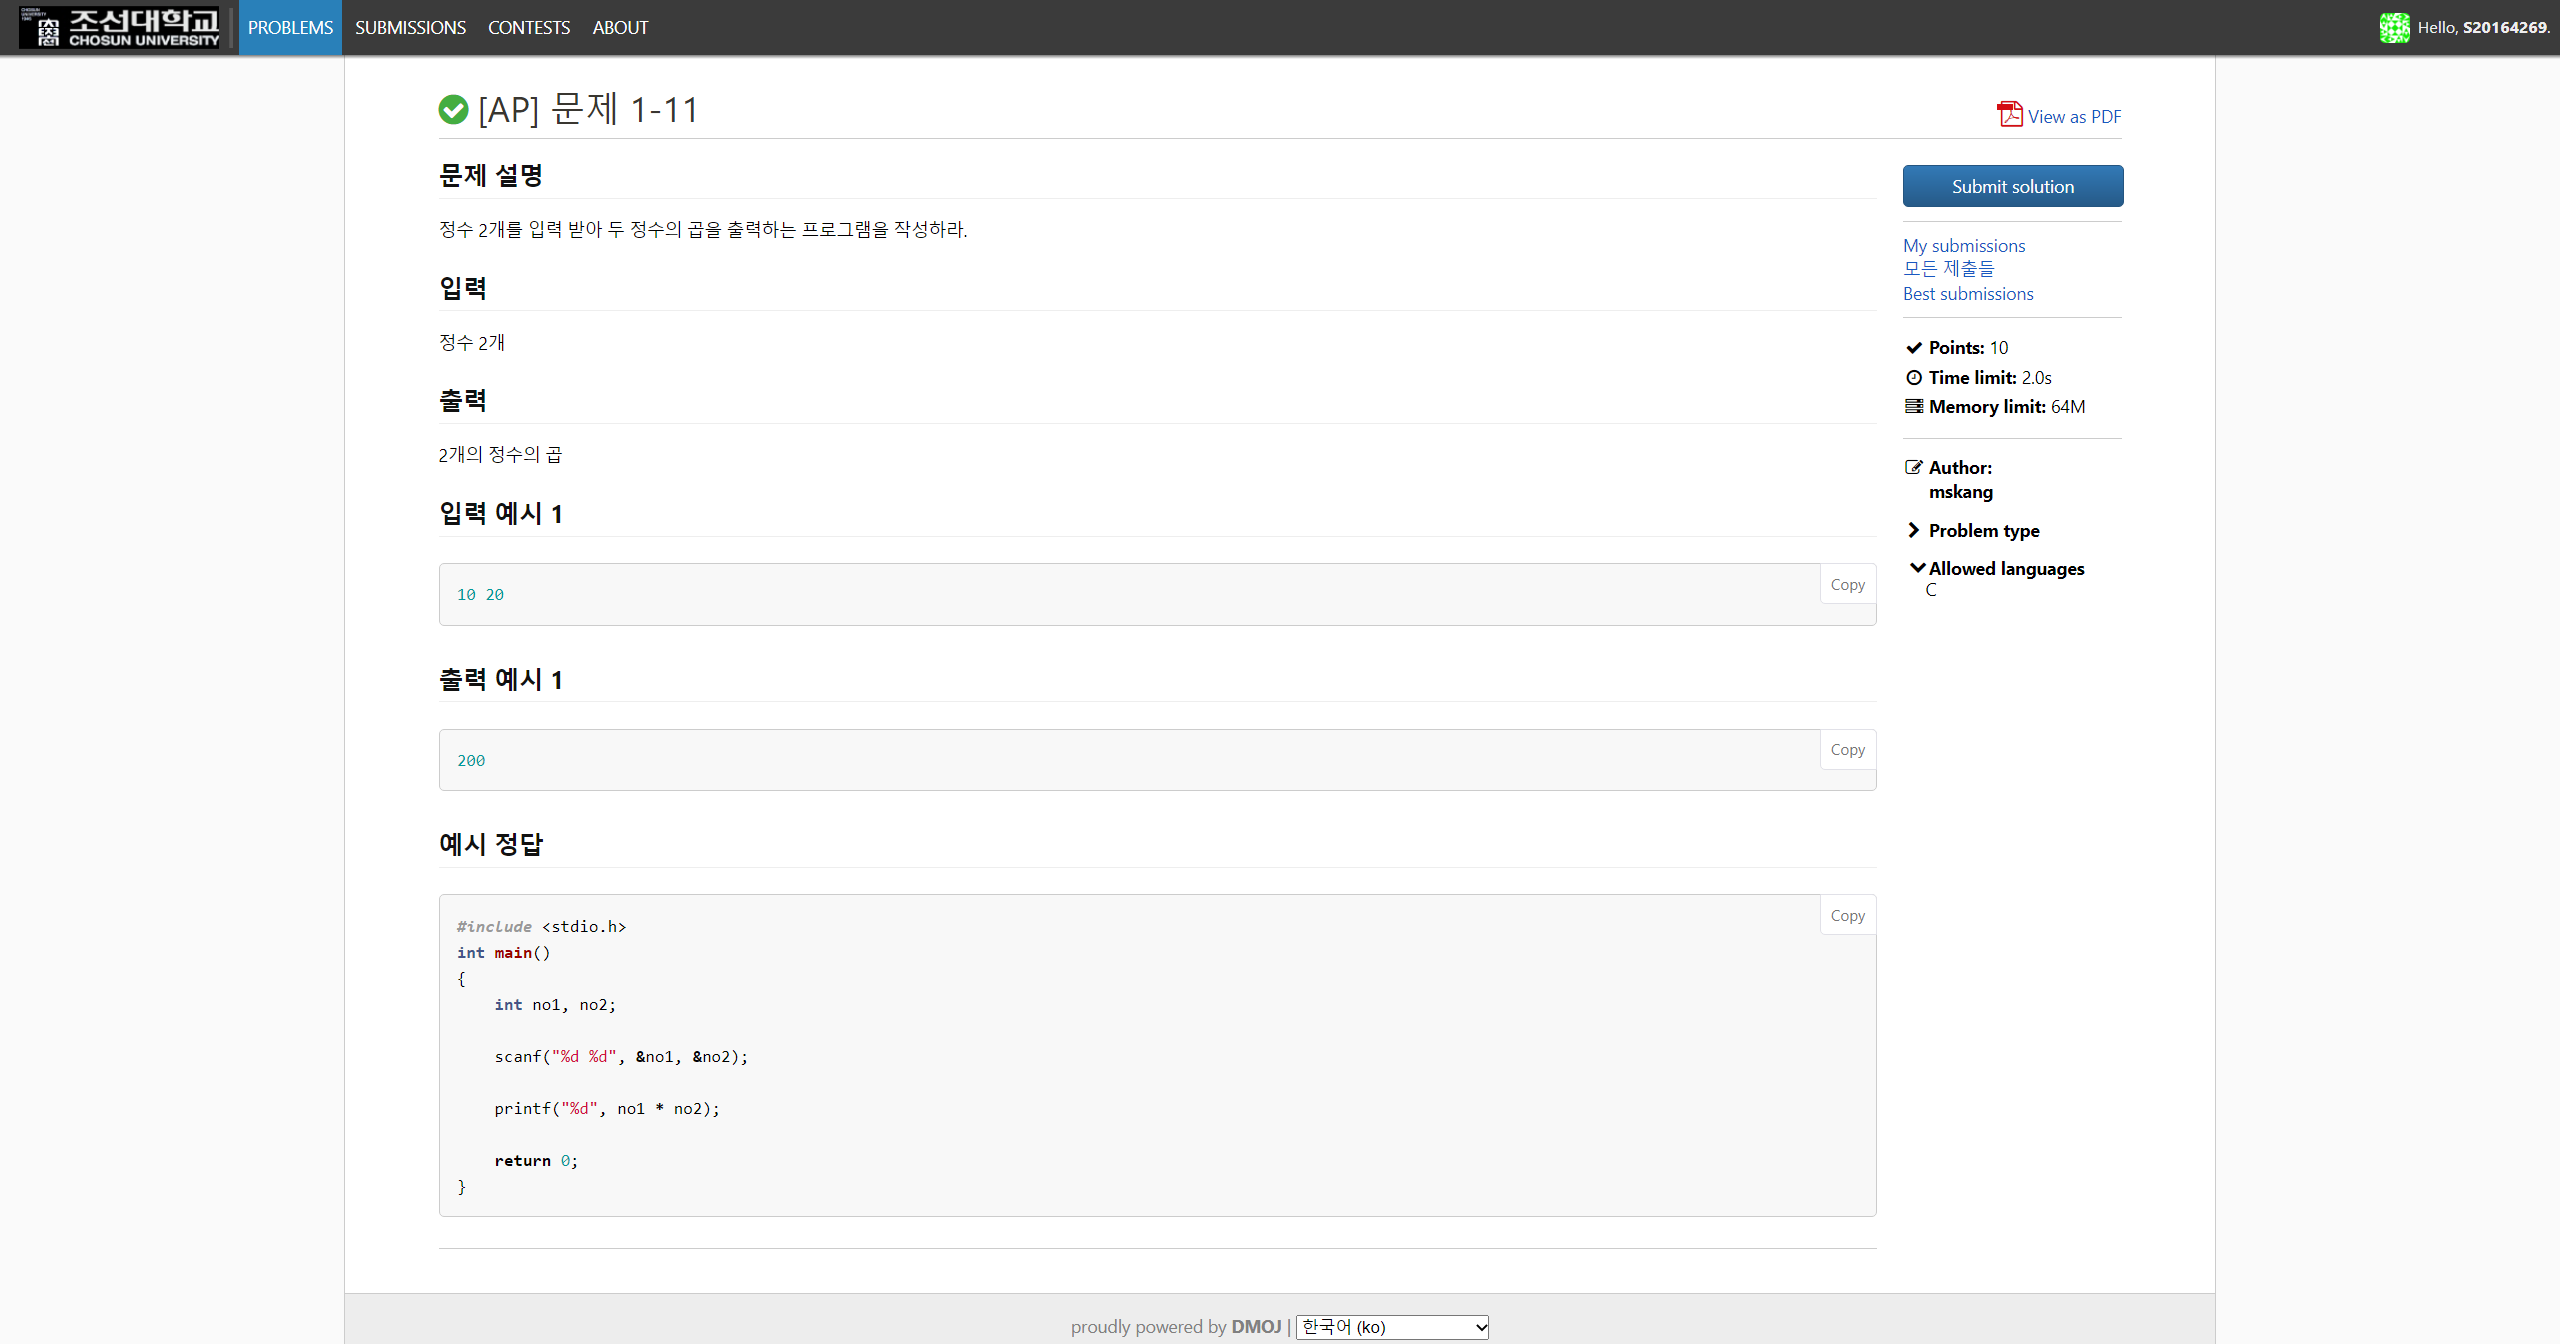 조선대학교
CHOSUN UNIVERSITY
PROBLEMS SUBMISSIONS CONTESTS ABOUT
Hello, S20164269.
[AP] 문제 1-11
View as PDF
문제 설명
정수 2개를 입력 받아 두 정수의 곱을 출력하는 프로그램을 작성하라.
입력
정수 2개
출력
2개의 정수의 곱
입력 예시 1
10 20
Copy
출력 예시 1
200
Copy
예시 정답
#include <stdio.h>
Copy
int main()
{
    int no1, no2;
    scanf("%d %d", &no1, &no2);
    printf("%d", no1 * no2);
    return 0;
}
Submit solution
My submissions
모든 제출들
Best submissions
Points: 10
Time limit: 2.0s
Memory limit: 64M
Author:
mskang
Problem type
Allowed languages
C
proudly powered by DMOJ | 한국어 (ko)